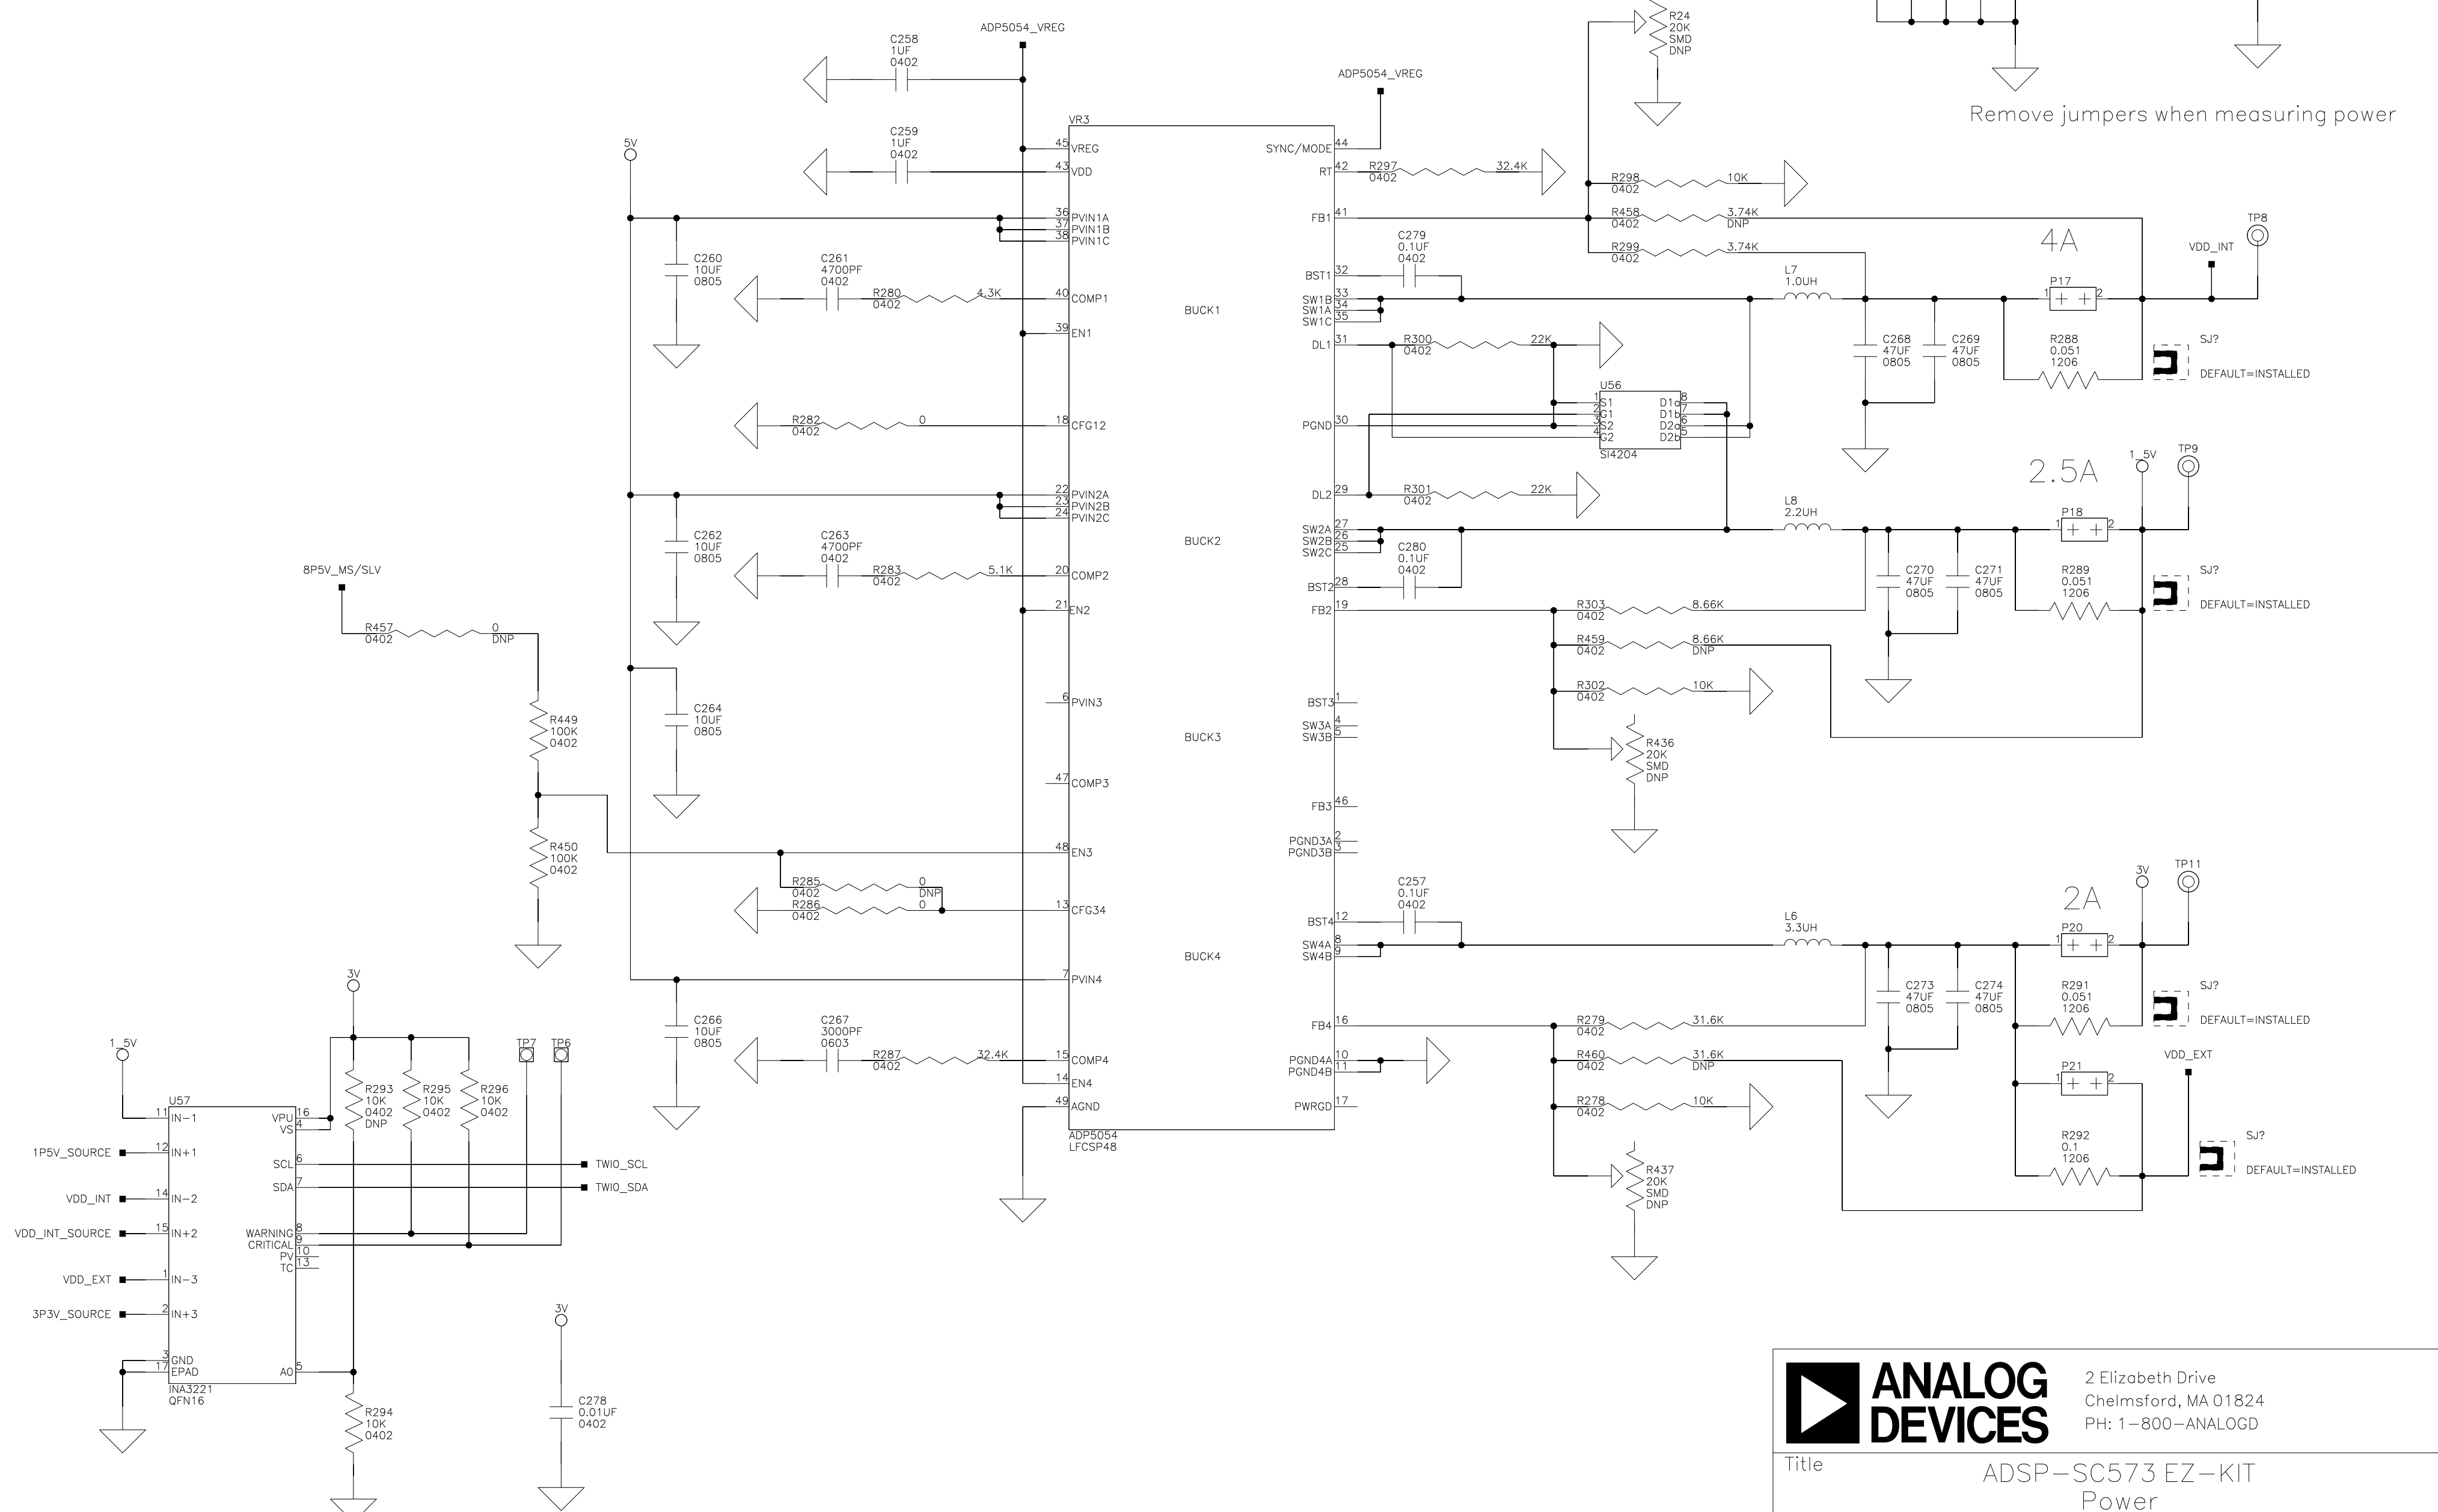 R24
20K
SMD
DNP
Remove jumpers when measuring power
ADP5054_VREG
C258
1UF
0402
C259
1UF
0402
5V
ADP5054_VREG
VR3
45 VREG
43 VDD
36 PVIN1A
37 PVIN1B
38 PVIN1C
40 COMP1
39 EN1
18 CFG12
22 PVIN2A
23 PVIN2B
24 PVIN2C
20 COMP2
21 EN2
6 PVIN3
47 COMP3
48 EN3
13 CFG34
7 PVIN4
15 COMP4
14 EN4
49 AGND
ADP5054
LFCSP48
BUCK1
BUCK2
BUCK3
BUCK4
SYNC/MODE 44
RT 42
FB1 41
BST1 32
SW1B 33
SW1A 34
SW1C 35
DL1 31
PGND 30
DL2 29
SW2A 27
SW2B 26
SW2C 25
BST2 28
FB2 19
BST3 1
SW3A 4
SW3B 5
FB3 46
PGND3A 2
PGND3B 3
BST4 12
SW4A 8
SW4B 9
FB4 16
PGND4A 10
PGND4B 11
PWRGD 17
C260
10UF
0805
C261
4700PF
0402
R280 4.3K
0402
R282 0
0402
C262
10UF
0805
C263
4700PF
0402
R283 5.1K
0402
8P5V_MS/SLV
R457 0
0402 DNP
R449
100K
0402
R450
100K
0402
C264
10UF
0805
R285 0
0402 DNP
R286 0
0402
C266
10UF
0805
C267
3000PF
0603
R287 32.4K
0402
R297 32.4K
0402
R298 10K
0402
R458 3.74K
0402 DNP
R299 3.74K
0402
C279
0.1UF
0402
L7
1.0UH
4A
P17
1 2
VDD_INT
TP8
C268
47UF
0805
C269
47UF
0805
R288
0.051
1206
SJ?
DEFAULT=INSTALLED
R300 22K
0402
U56
1 S1
2 G1
3 S2
4 G2
D1a 8
D1b 7
D2a 6
D2b 5
SI4204
R301 22K
0402
C280
0.1UF
0402
L8
2.2UH
2.5A
P18
1 2
1_5V
TP9
C270
47UF
0805
C271
47UF
0805
R289
0.051
1206
SJ?
DEFAULT=INSTALLED
R303 8.66K
0402
R459 8.66K
0402 DNP
R302 10K
0402
R436
20K
SMD
DNP
C257
0.1UF
0402
L6
3.3UH
2A
P20
1 2
3V
TP11
C273
47UF
0805
C274
47UF
0805
R291
0.051
1206
SJ?
DEFAULT=INSTALLED
P21
1 2
VDD_EXT
R292
0.1
1206
SJ?
DEFAULT=INSTALLED
R279 31.6K
0402
R460 31.6K
0402 DNP
R278 10K
0402
R437
20K
SMD
DNP
3V
1_5V
TP7
TP6
R293
10K
0402
DNP
R295
10K
0402
R296
10K
0402
U57
11 IN-1
12 IN+1
14 IN-2
15 IN+2
1 IN-3
2 IN+3
3 GND
17 EPAD
VPU 16
VS 4
SCL 6
SDA 7
WARNING 8
CRITICAL 9
PV 10
TC 13
A0 5
INA3221
QFN16
1P5V_SOURCE
VDD_INT
VDD_INT_SOURCE
VDD_EXT
3P3V_SOURCE
TWI0_SCL
TWI0_SDA
R294
10K
0402
3V
C278
0.01UF
0402
ANALOG
DEVICES
2 Elizabeth Drive
Chelmsford, MA 01824
PH: 1-800-ANALOGD
Title
ADSP-SC573 EZ-KIT
Power